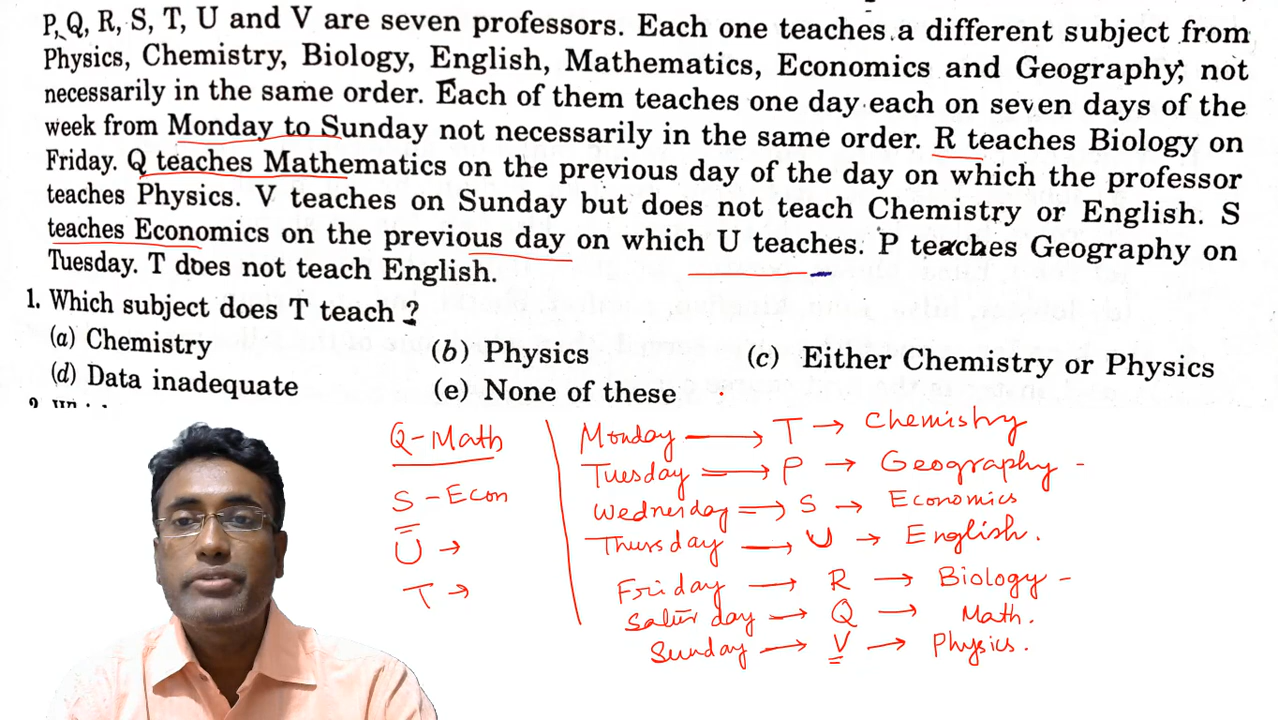 P, Q, R, S, T, U and V are seven professors. Each one teaches a different subject from
Physics, Chemistry, Biology, English, Mathematics, Economics and Geography, not
necessarily in the same order. Each of them teaches one day each on seven days of the
week from Monday to Sunday not necessarily in the same order. R teaches Biology on
Friday. Q teaches Mathematics on the previous day of the day on which the professor
teaches Physics. V teaches on Sunday but does not teach Chemistry or English. S
teaches Economics on the previous day on which U teaches. P teaches Geography on
Tuesday. T does not teach English.
1. Which subject does T teach ?
(a) Chemistry (b) Physics (c) Either Chemistry or Physics
(d) Data inadequate (e) None of these
Q-Math
S - Econ
U →
T →
Monday → T → Chemistry
Tuesday → P → Geography -
Wednesday → S → Economics
Thursday → U → English.
Friday → R → Biology -
Saturday → Q → Math.
Sunday → V → Physics.